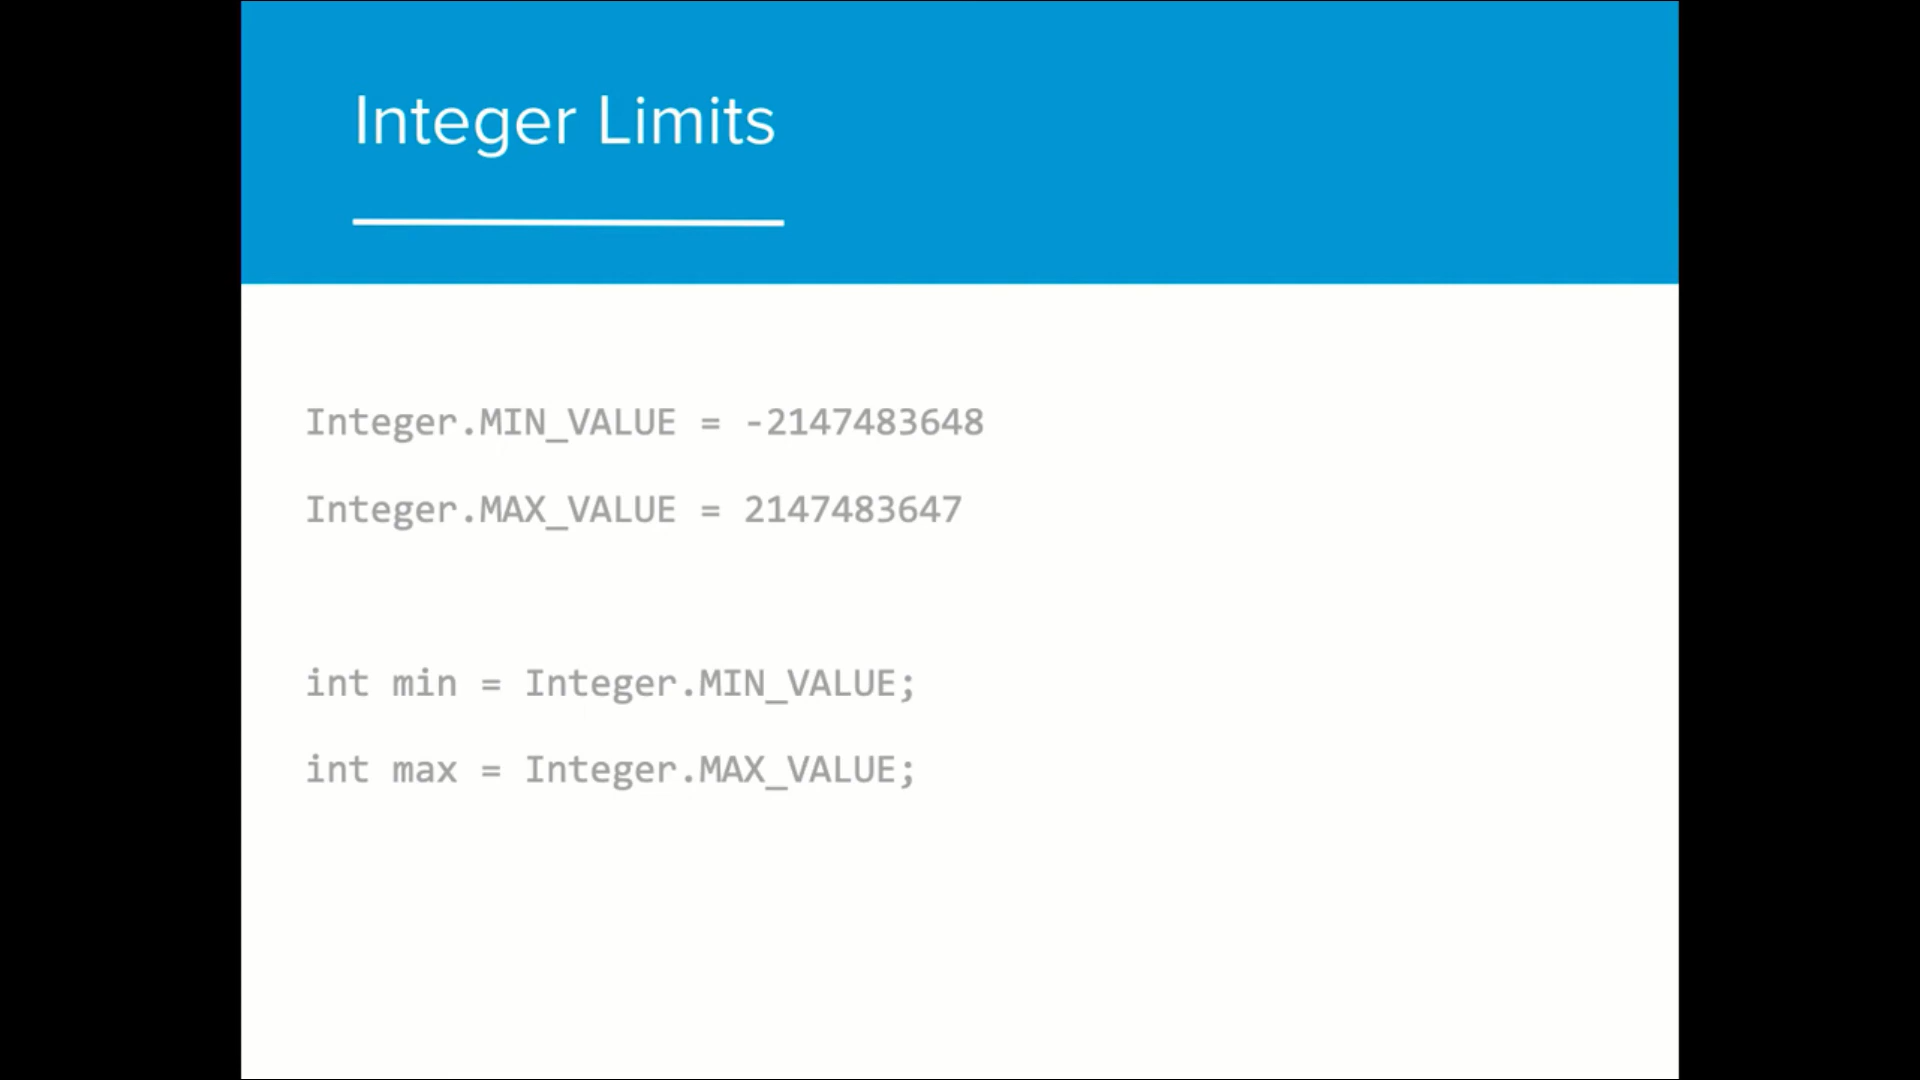 Integer Limits
Integer.MIN_VALUE = -2147483648
Integer.MAX_VALUE = 2147483647
int min = Integer.MIN_VALUE;
int max = Integer.MAX_VALUE;